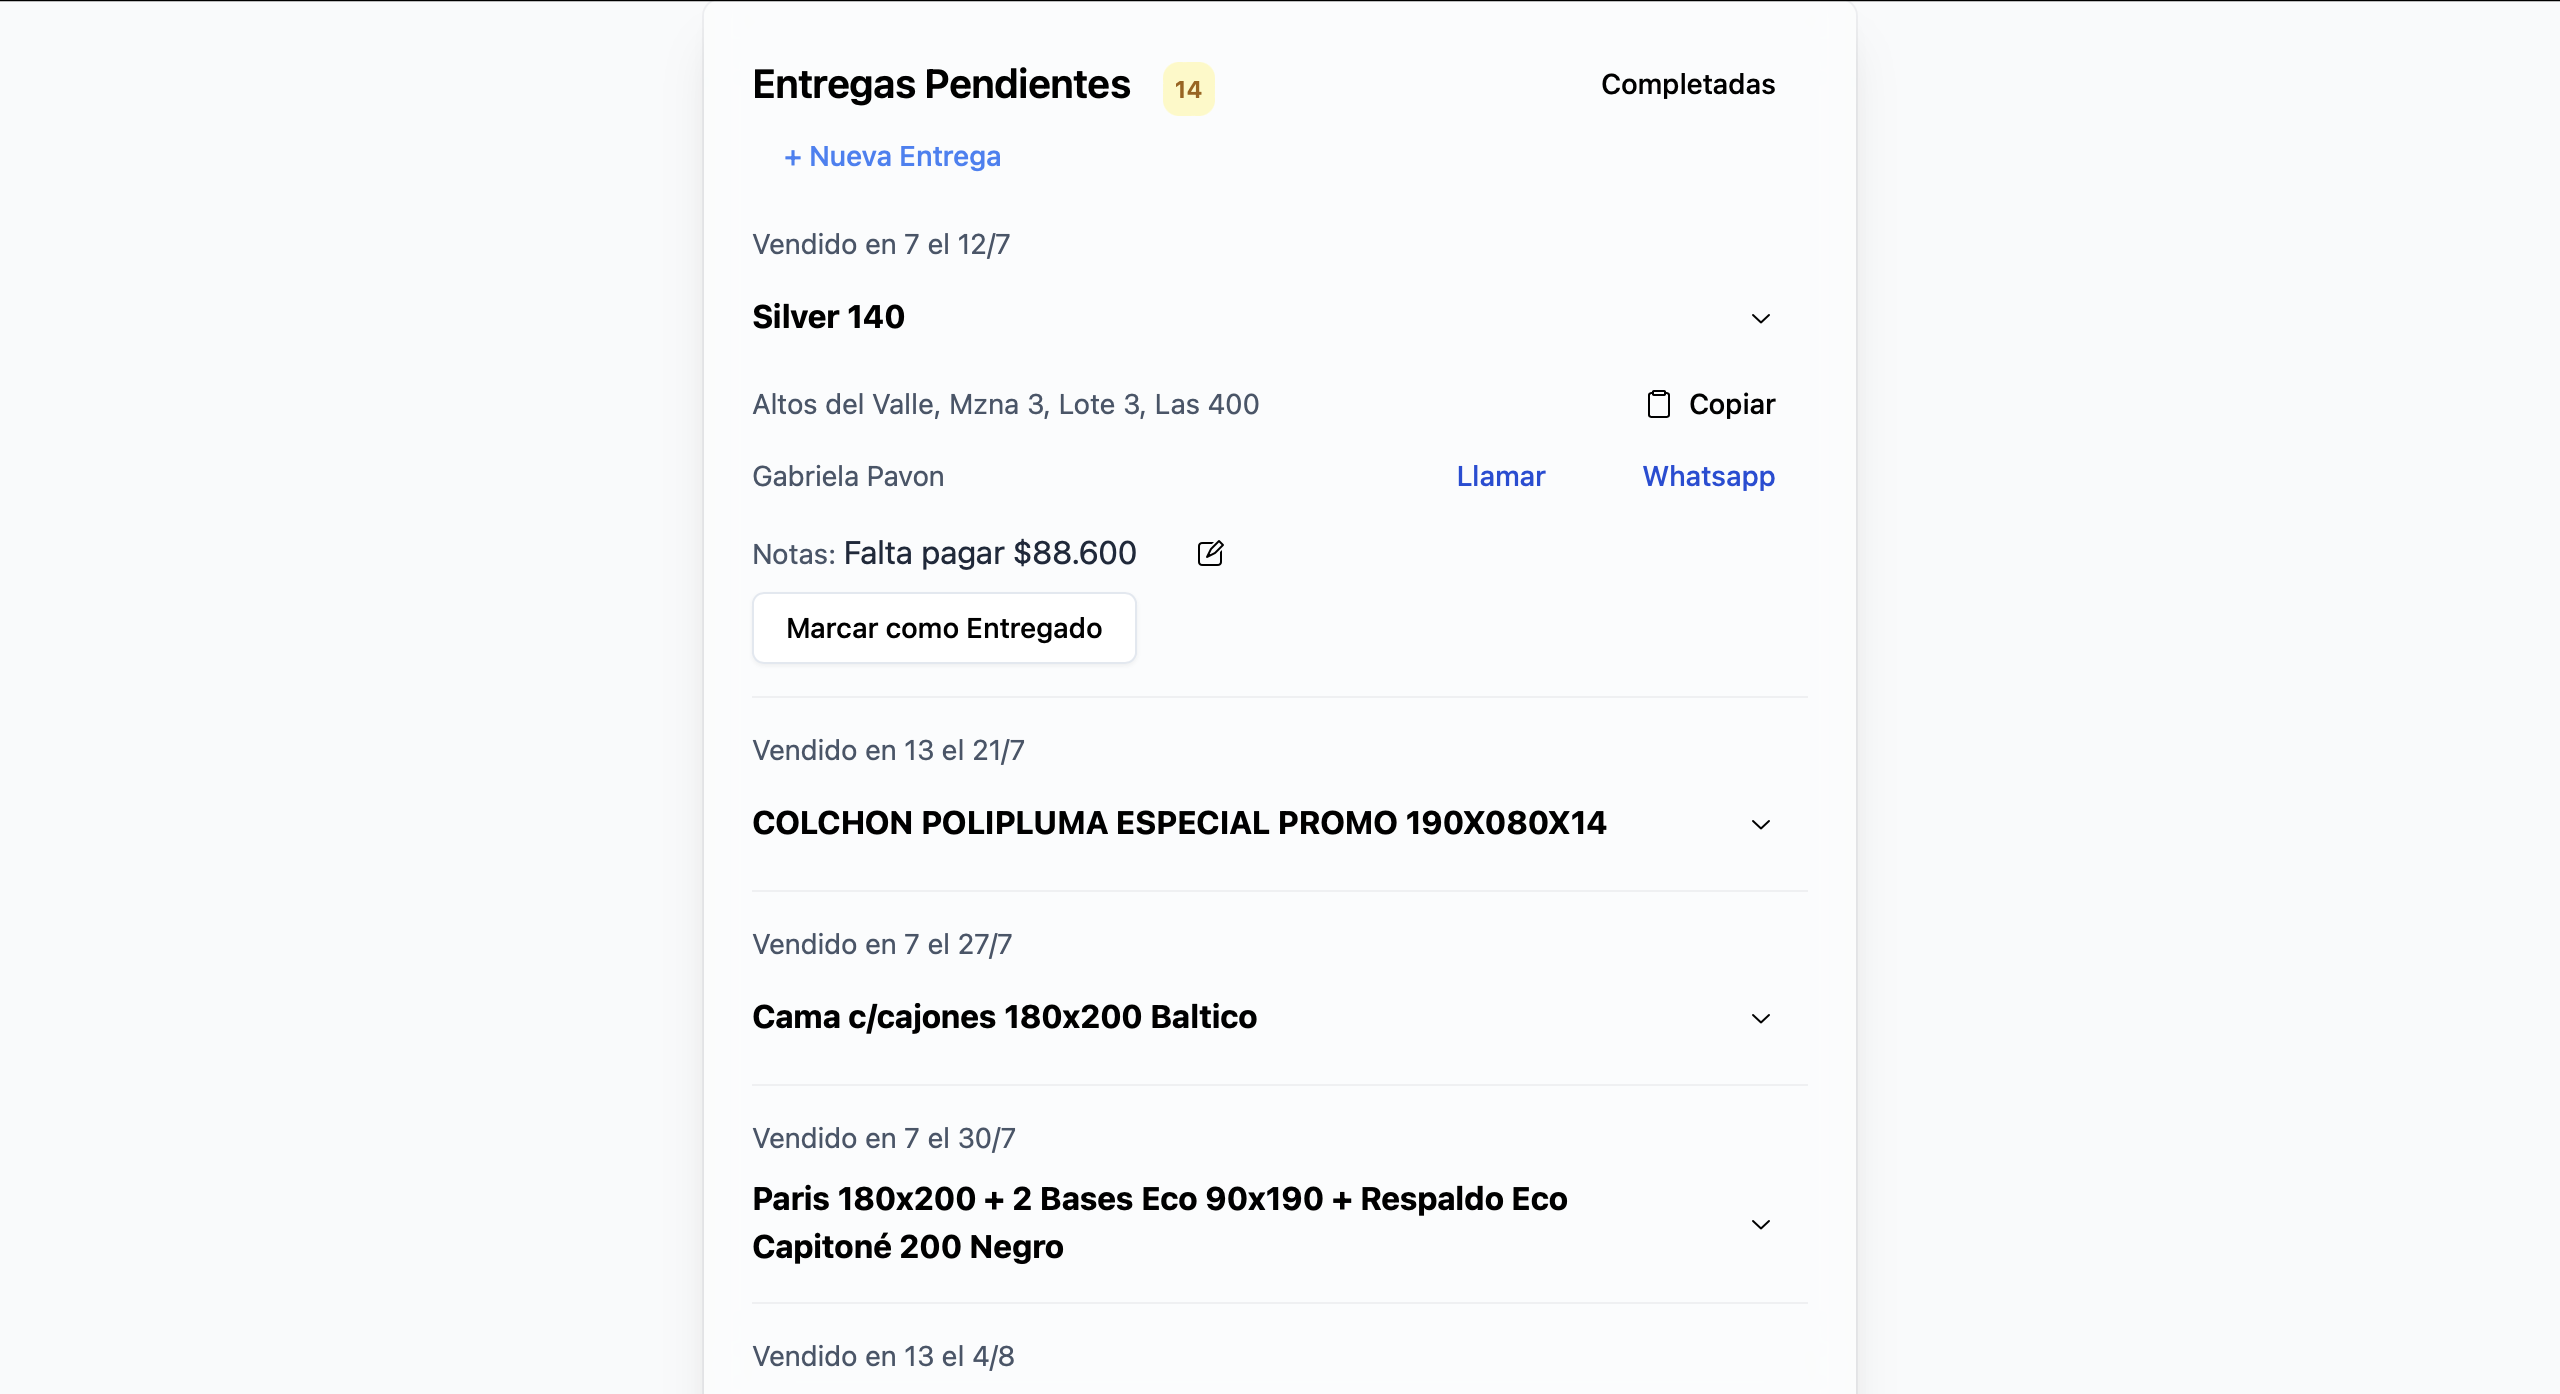 Entregas Pendientes 14 Completadas
+ Nueva Entrega
Vendido en 7 el 12/7
Silver 140
Altos del Valle, Mzna 3, Lote 3, Las 400 Copiar
Gabriela Pavon Llamar Whatsapp
Notas: Falta pagar $88.600
Marcar como Entregado
Vendido en 13 el 21/7
COLCHON POLIPLUMA ESPECIAL PROMO 190X080X14
Vendido en 7 el 27/7
Cama c/cajones 180x200 Baltico
Vendido en 7 el 30/7
Paris 180x200 + 2 Bases Eco 90x190 + Respaldo Eco
Capitoné 200 Negro
Vendido en 13 el 4/8